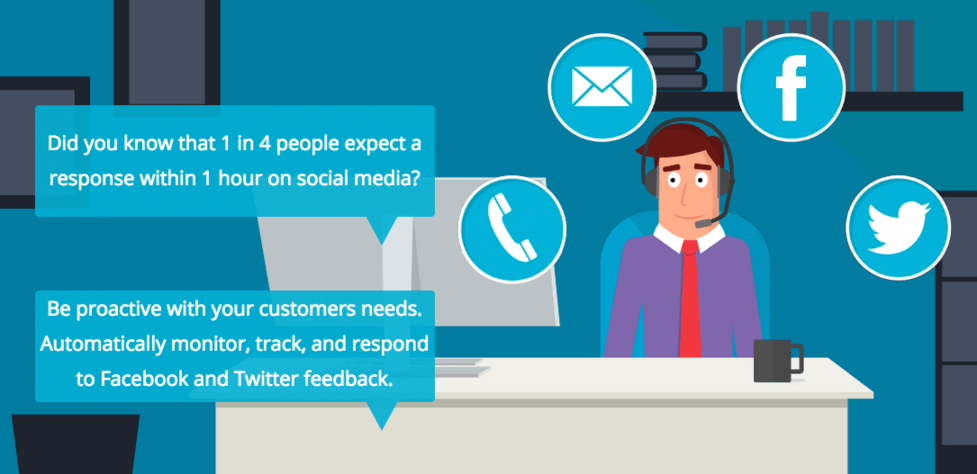 Did you know that 1 in 4 people expect a
response within 1 hour on social media?
Be proactive with your customers needs.
Automatically monitor, track, and respond
to Facebook and Twitter feedback.